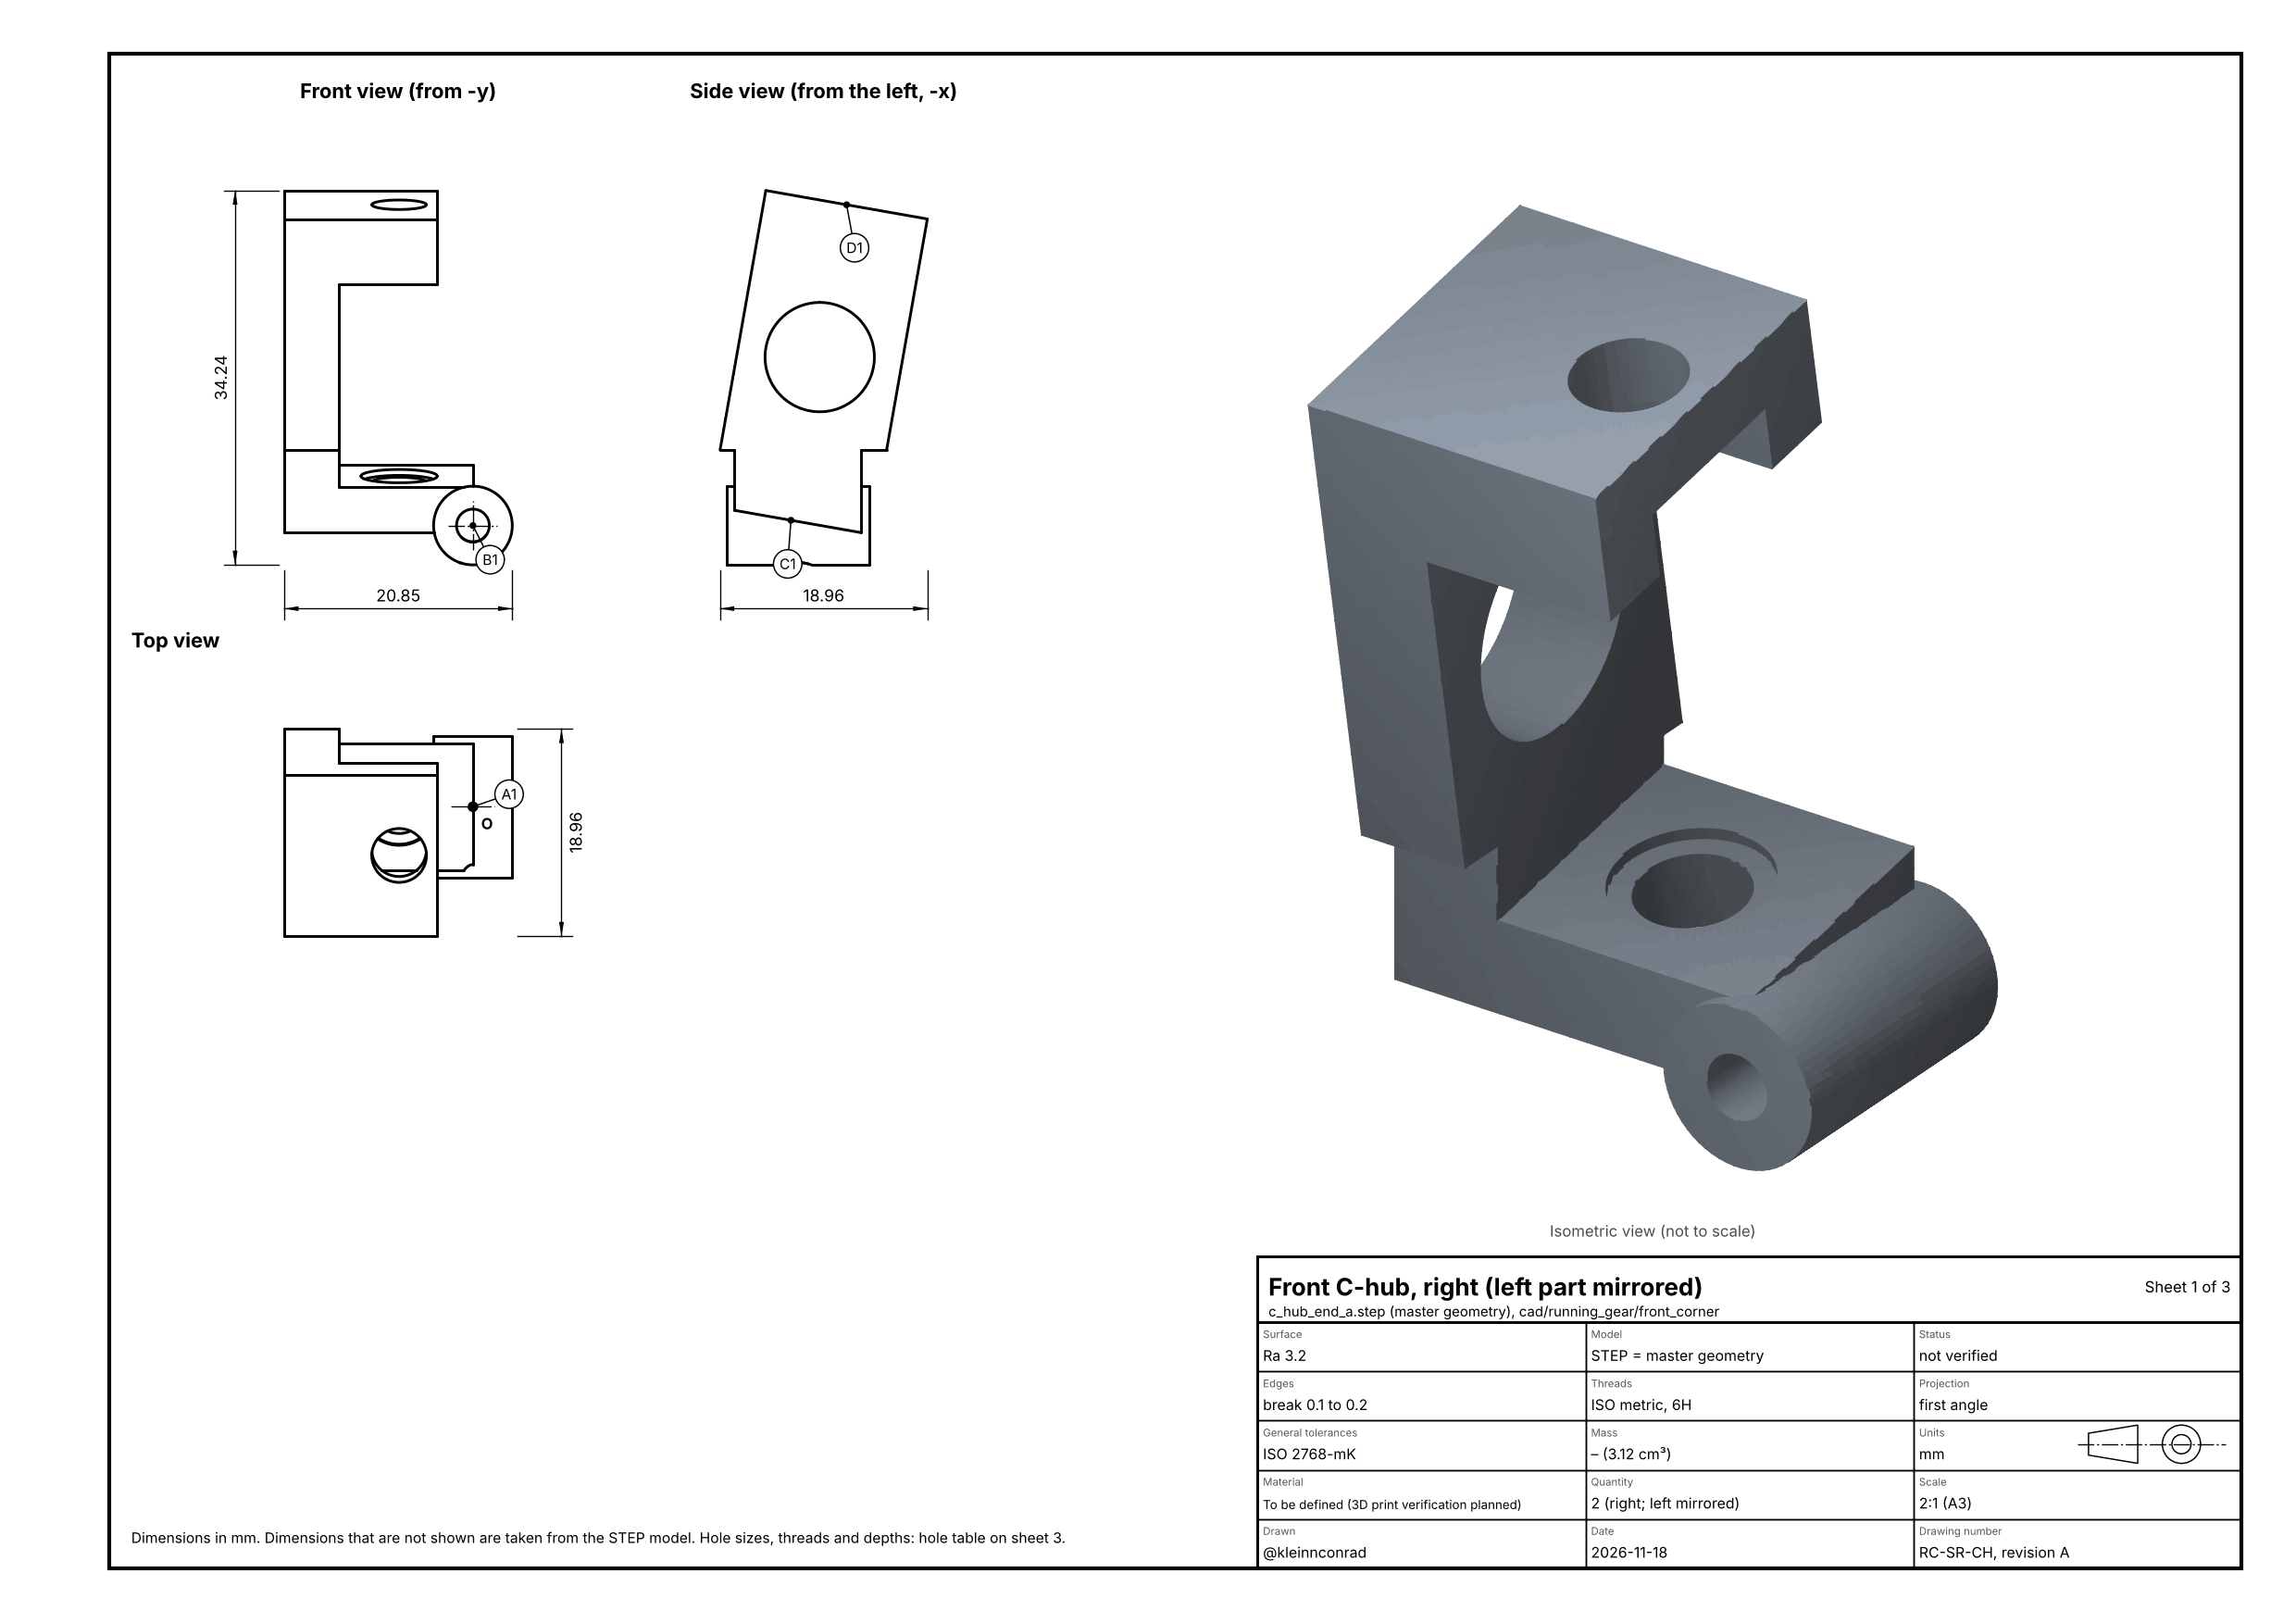 Front view (from -y)
Side view (from the left, -x)
D1
34.24
B1
C1
20.85
18.96
Top view
A1
18.96
Isometric view (not to scale)
Front C-hub, right (left part mirrored)
Sheet 1 of 3
c_hub_end_a.step (master geometry), cad/running_gear/front_corner
Surface
Model
Status
Ra 3.2
STEP = master geometry
not verified
Edges
Threads
Projection
break 0.1 to 0.2
ISO metric, 6H
first angle
General tolerances
Mass
Units
ISO 2768-mK
– (3.12 cm³)
mm
Material
Quantity
Scale
To be defined (3D print verification planned)
2 (right; left mirrored)
2:1 (A3)
Dimensions in mm. Dimensions that are not shown are taken from the STEP model. Hole sizes, threads and depths: hole table on sheet 3.
Drawn
Date
Drawing number
@kleinnconrad
2026-11-18
RC-SR-CH, revision A